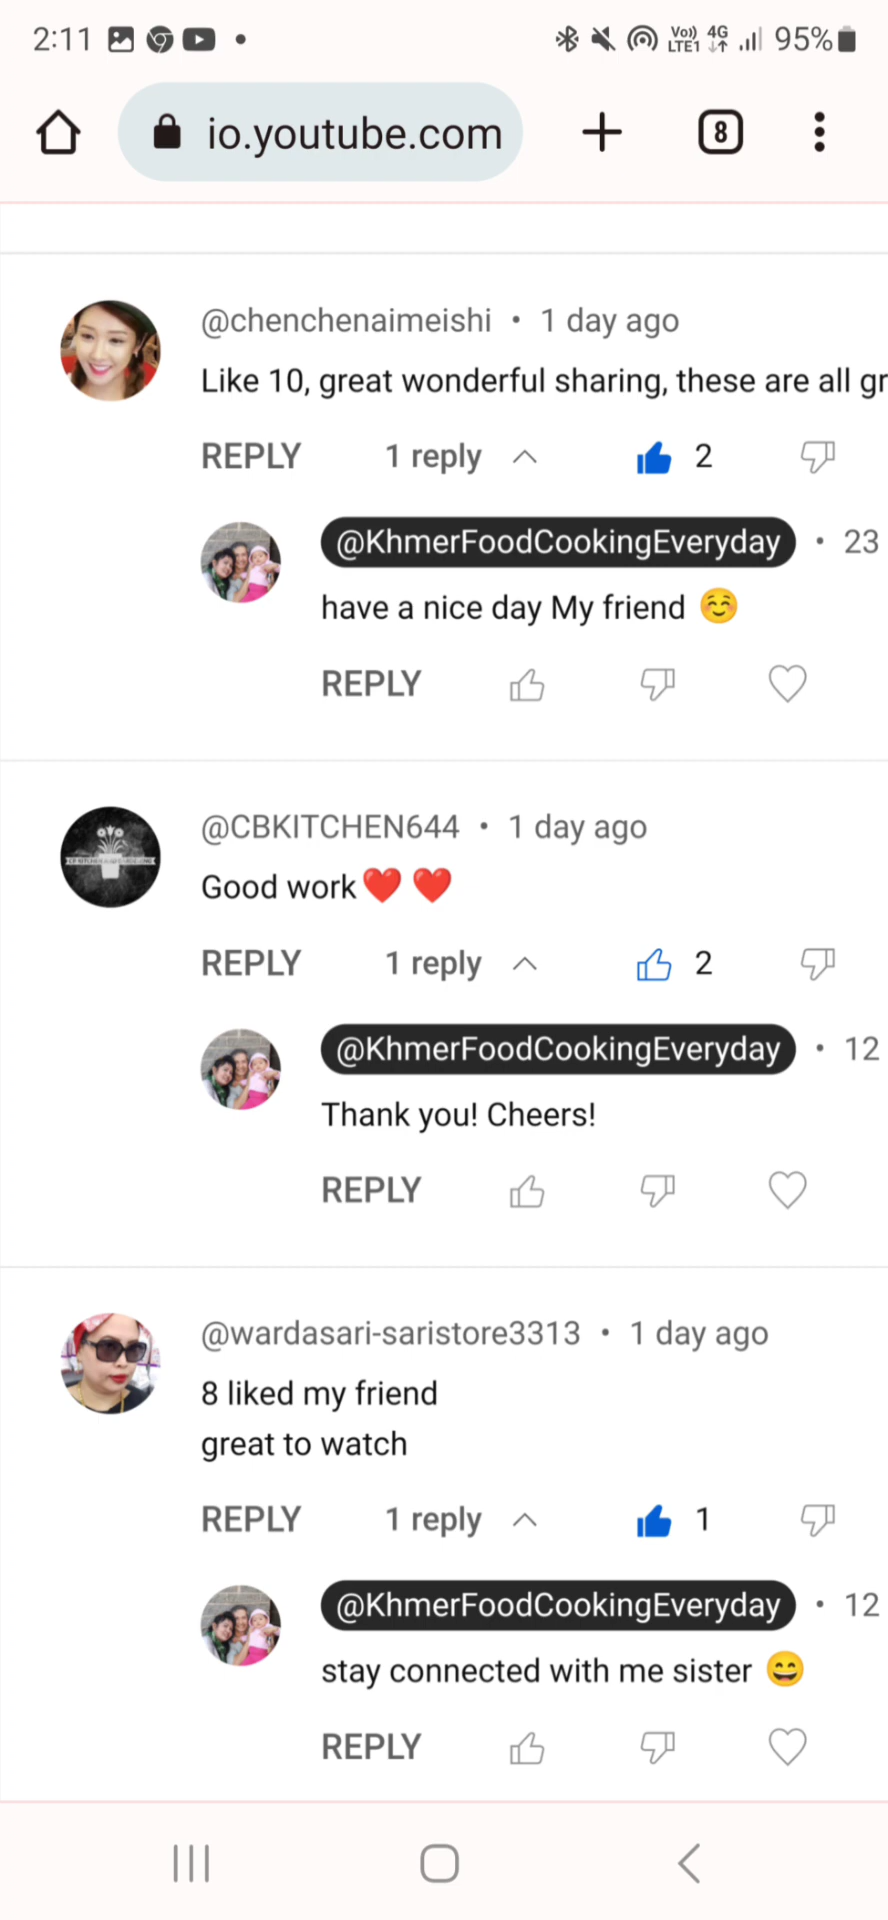 2:11
Vo)) 4G
LTE1
95%
io.youtube.com
8
@chenchenaimeishi • 1 day ago
Like 10, great wonderful sharing, these are all gr
REPLY 1 reply 2
@KhmerFoodCookingEveryday • 23
have a nice day My friend ☺️
REPLY
@CBKITCHEN644 • 1 day ago
Good work❤️ ❤️
REPLY 1 reply 2
@KhmerFoodCookingEveryday • 12
Thank you! Cheers!
REPLY
@wardasari-saristore3313 • 1 day ago
8 liked my friend
great to watch
REPLY 1 reply 1
@KhmerFoodCookingEveryday • 12
stay connected with me sister 😄
REPLY